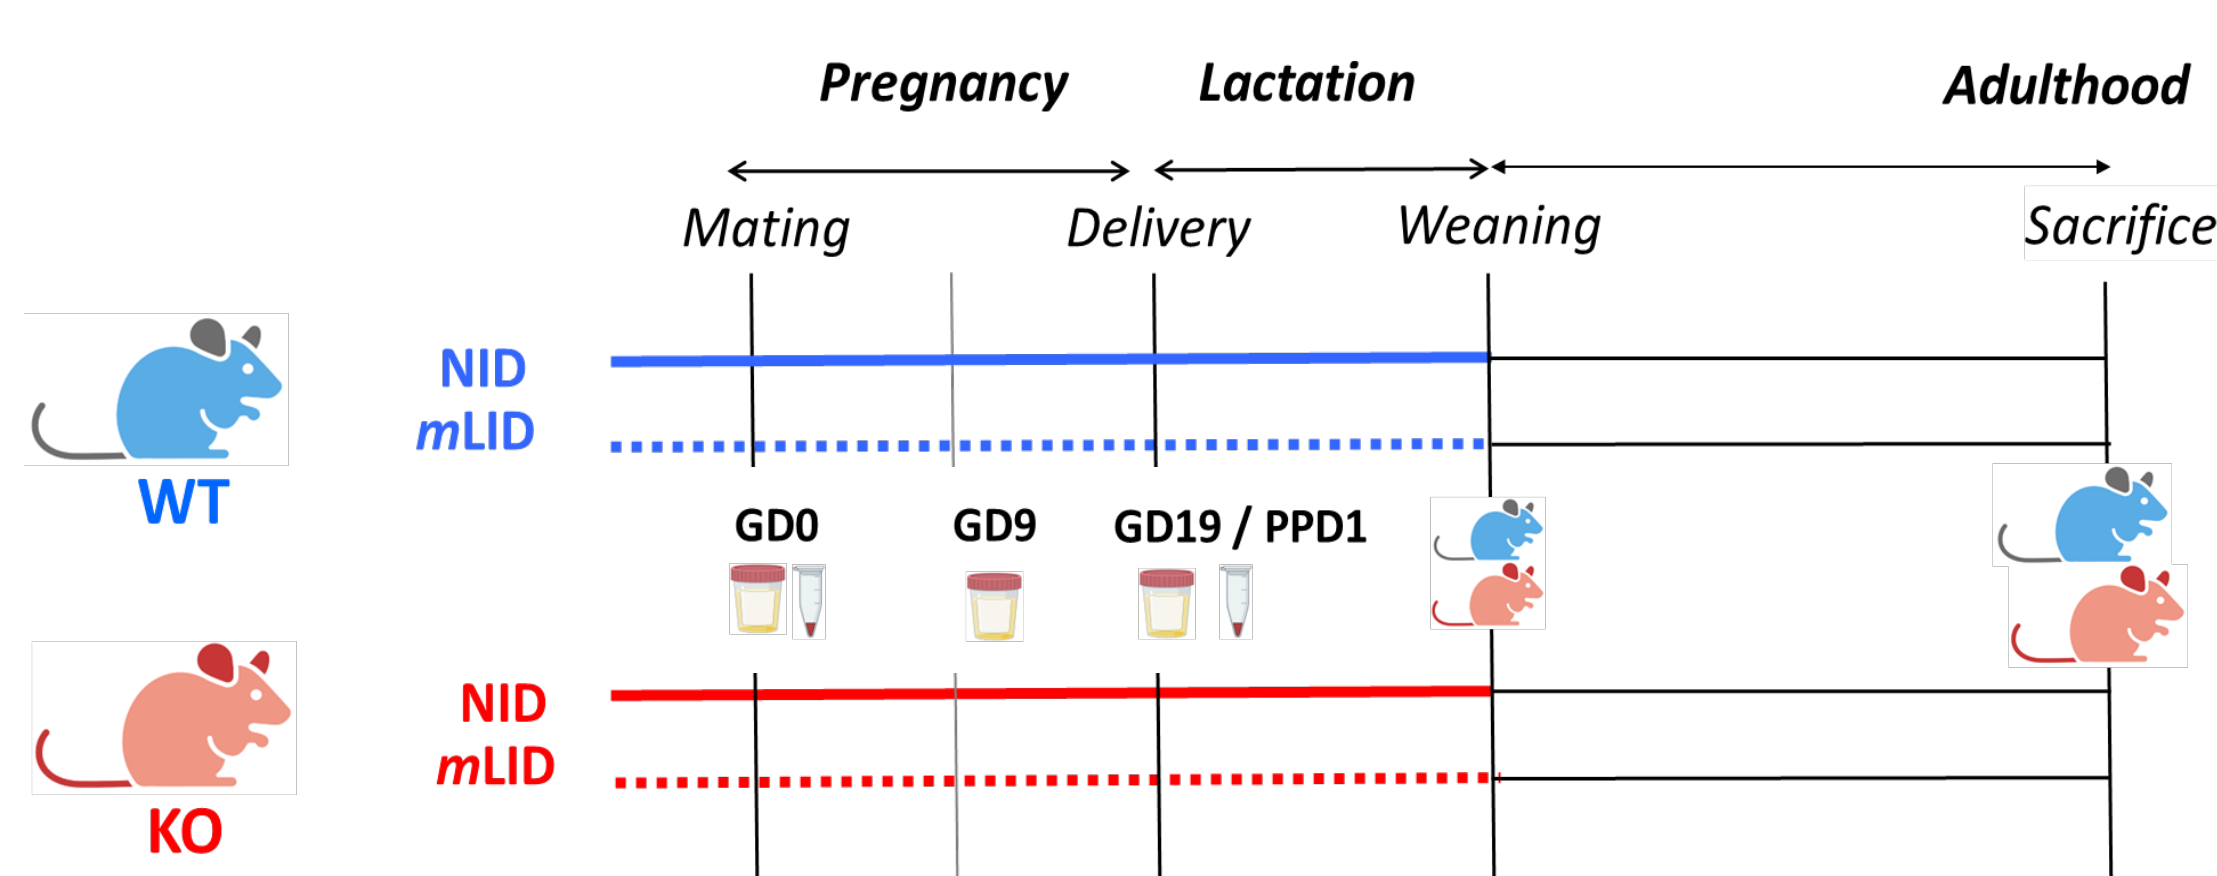 Pregnancy Lactation Adulthood
Mating Delivery Weaning Sacrifice
NID
mLID
WT
GD0 GD9 GD19 / PPD1
NID
mLID
KO